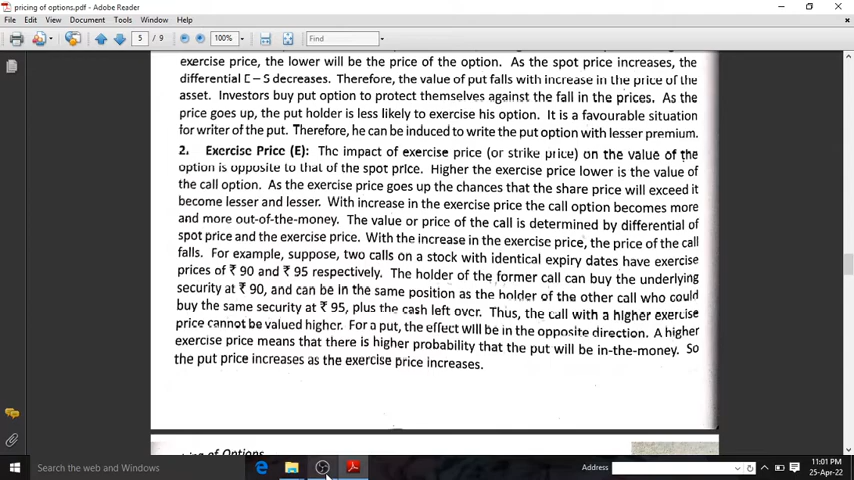 pricing of options.pdf - Adobe Reader
File Edit View Document Tools Window Help
5 / 9 100% Find
exercise price, the lower will be the price of the option. As the spot price increases, the
differential E – S decreases. Therefore, the value of put falls with increase in the price of the
asset. Investors buy put option to protect themselves against the fall in the prices. As the
price goes up, the put holder is less likely to exercise his option. It is a favourable situation
for writer of the put. Therefore, he can be induced to write the put option with lesser premium.
2. Exercise Price (E): The impact of exercise price (or strike price) on the value of the
option is opposite to that of the spot price. Higher the exercise price lower is the value of
the call option. As the exercise price goes up the chances that the share price will exceed it
become lesser and lesser. With increase in the exercise price the call option becomes more
and more out-of-the-money. The value or price of the call is determined by differential of
spot price and the exercise price. With the increase in the exercise price, the price of the call
falls. For example, suppose, two calls on a stock with identical expiry dates have exercise
prices of ₹ 90 and ₹ 95 respectively. The holder of the former call can buy the underlying
security at ₹ 90, and can be in the same position as the holder of the other call who could
buy the same security at ₹ 95, plus the cash left over. Thus, the call with a higher exercise
price cannot be valued higher. For a put, the effect will be in the opposite direction. A higher
exercise price means that there is higher probability that the put will be in-the-money. So
the put price increases as the exercise price increases.
of Options
Search the web and Windows
Address
11:01 PM
25-Apr-22